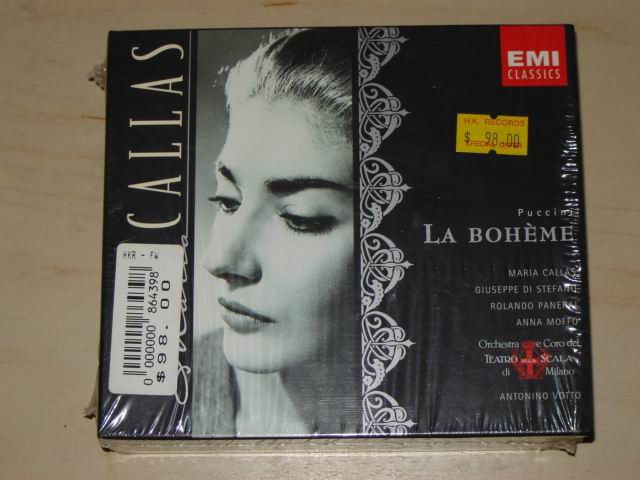 CALLAS
Maria
HKR - FW
0 000000 864398
$98.00
EMI
CLASSICS
H.K. RECORDS
$ 98.00
SPECIAL OFFER
Puccini
LA BOHÈME
MARIA CALLAS
GIUSEPPE DI STEFANO
ROLANDO PANERAI
ANNA MOFFO
Orchestra e Coro del
TEATRO ALLA SCALA
di Milano
ANTONINO VOTTO